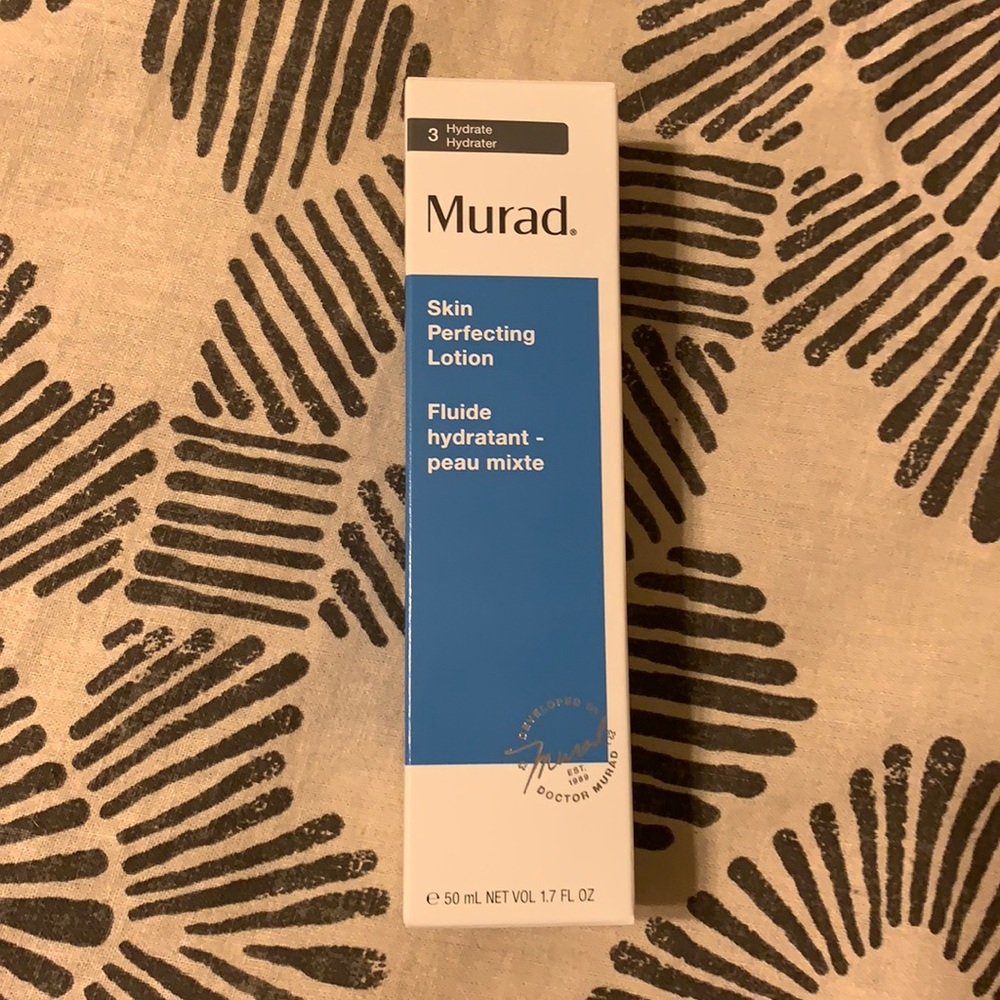 3 Hydrate
Hydrater
Murad®
Skin
Perfecting
Lotion
Fluide
hydratant -
peau mixte
DEVELOPED BY
Murad
EST.
1989
DOCTOR MURAD
℮ 50 mL NET VOL 1.7 FL OZ